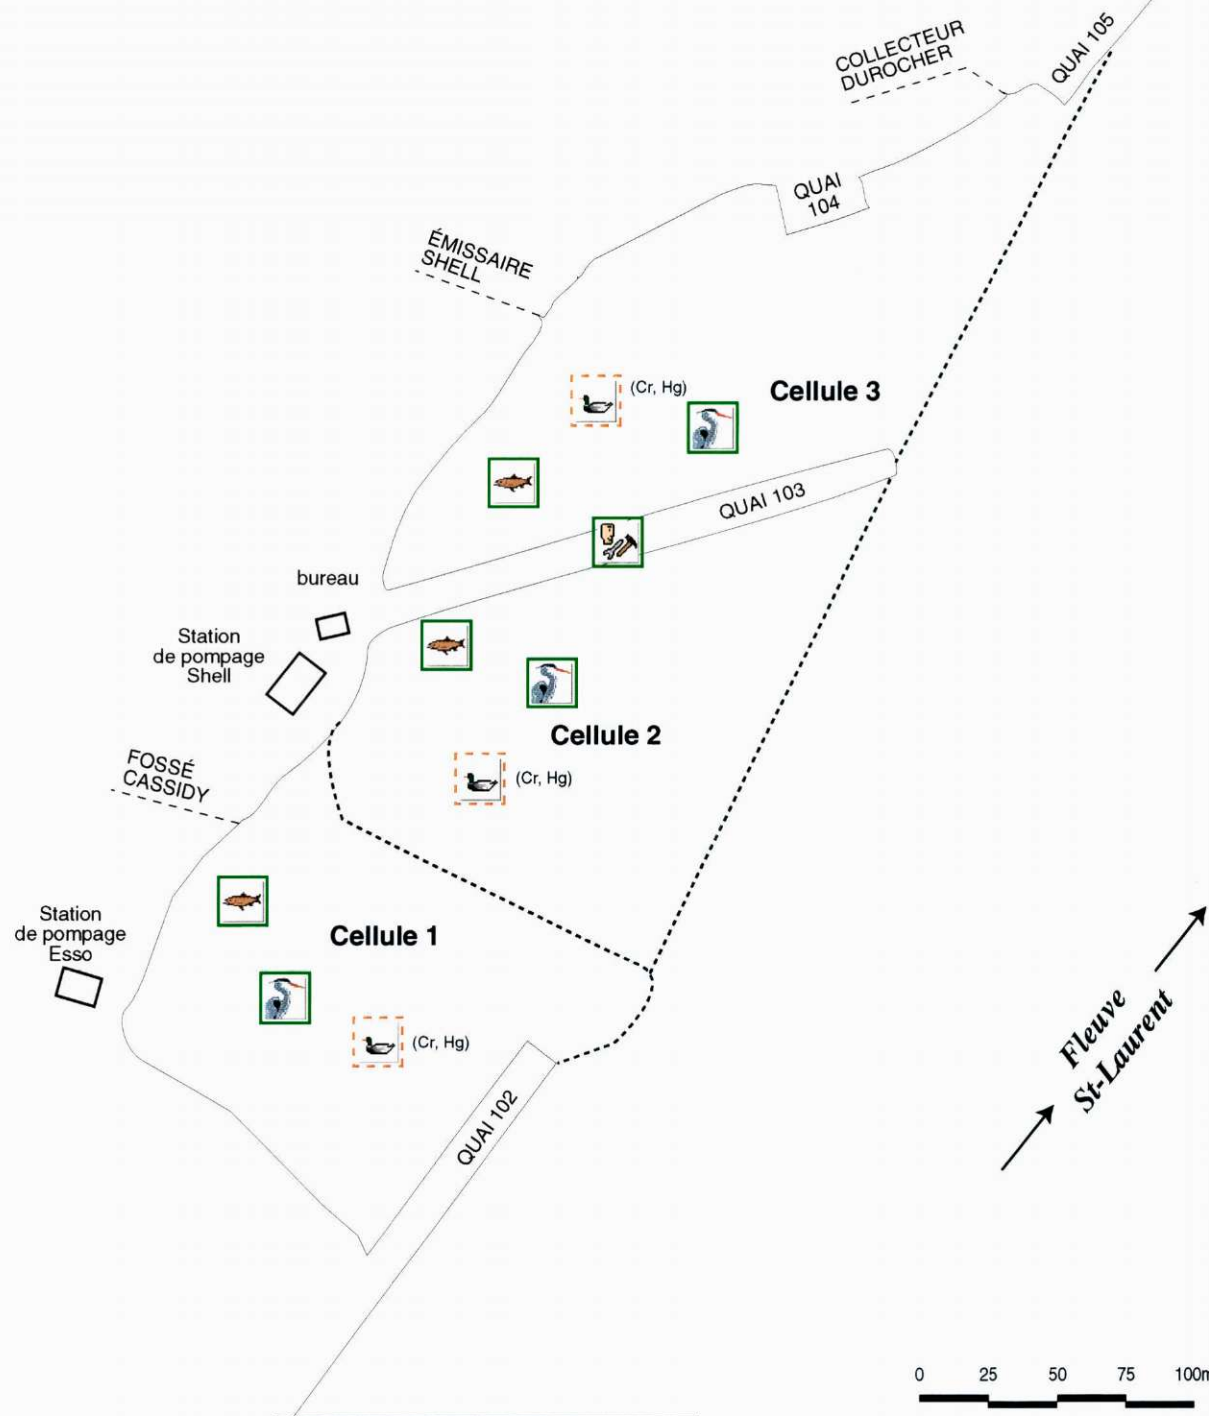 QUAI 105
COLLECTEUR
DUROCHER
QUAI
104
ÉMISSAIRE
SHELL
(Cr, Hg)
Cellule 3
QUAI 103
bureau
Station
de pompage
Shell
Cellule 2
(Cr, Hg)
FOSSÉ
CASSIDY
Station
de pompage
Esso
Cellule 1
(Cr, Hg)
QUAI 102
Fleuve
St-Laurent
0 25 50 75 100m